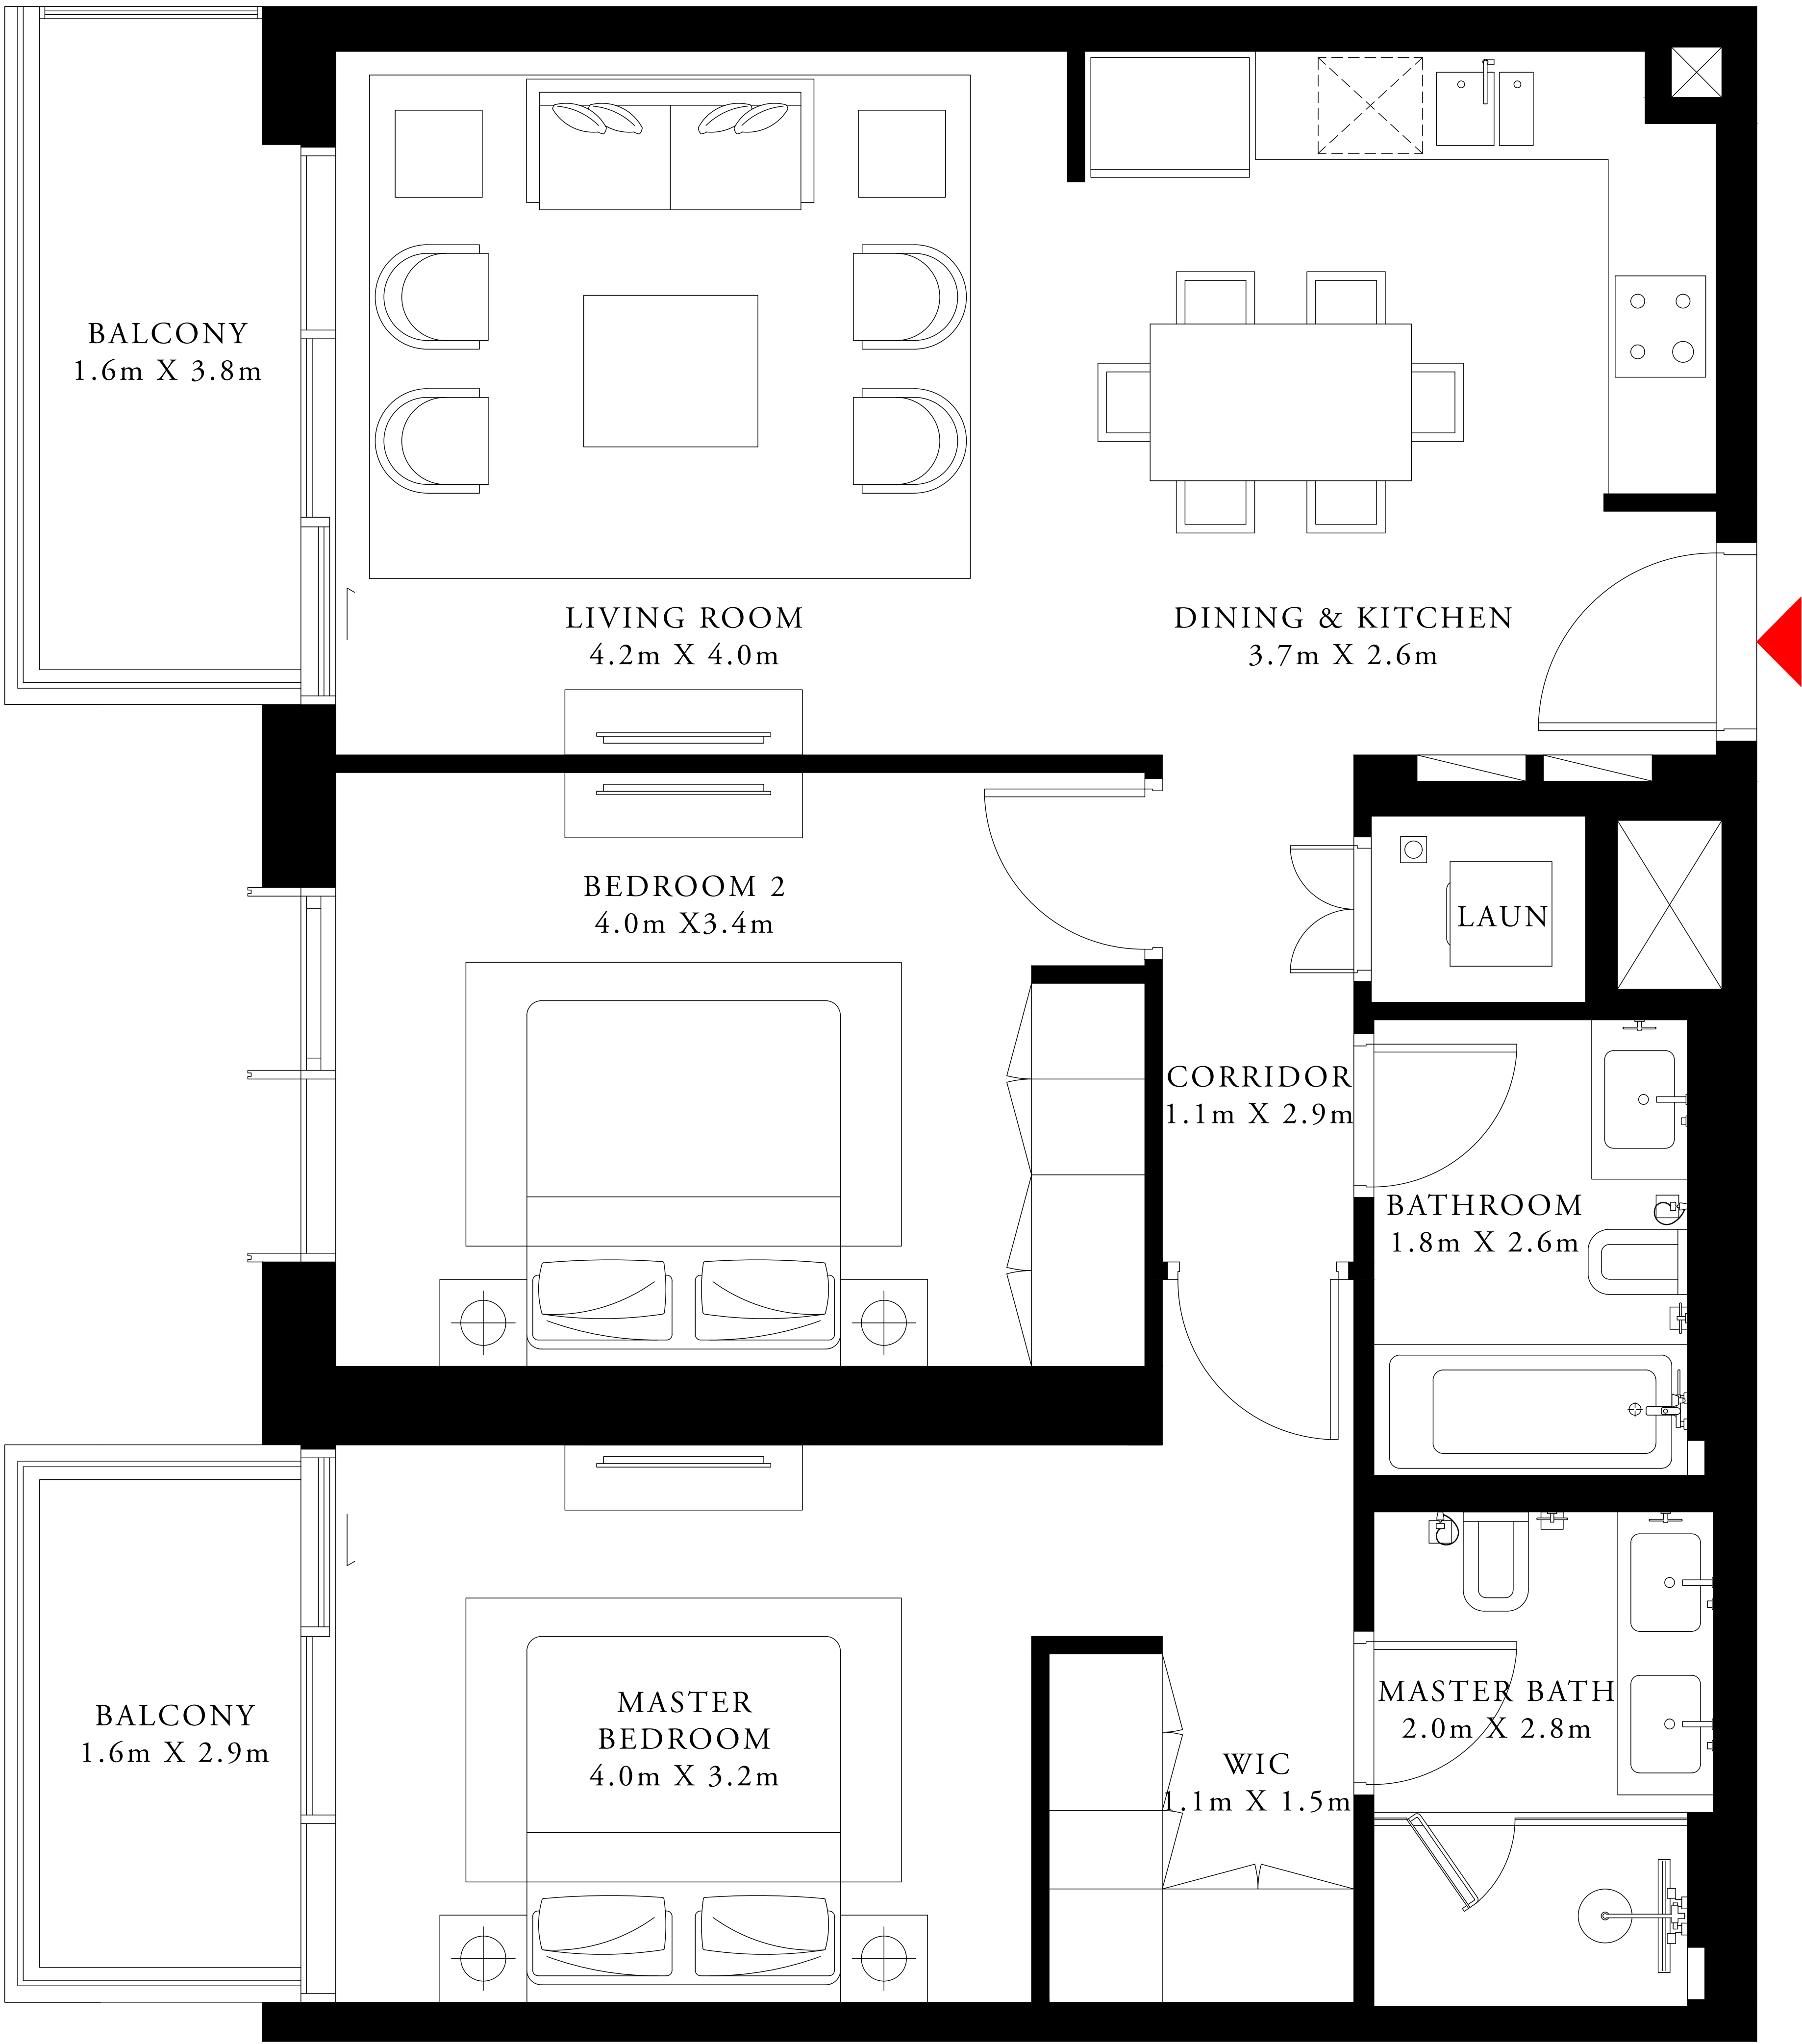 BALCONY
1.6m X 3.8m
LIVING ROOM
4.2m X 4.0m
DINING & KITCHEN
3.7m X 2.6m
BEDROOM 2
4.0m X3.4m
LAUN
CORRIDOR
1.1m X 2.9m
BATHROOM
1.8m X 2.6m
BALCONY
1.6m X 2.9m
MASTER
BEDROOM
4.0m X 3.2m
WIC
1.1m X 1.5m
MASTER BATH
2.0m X 2.8m